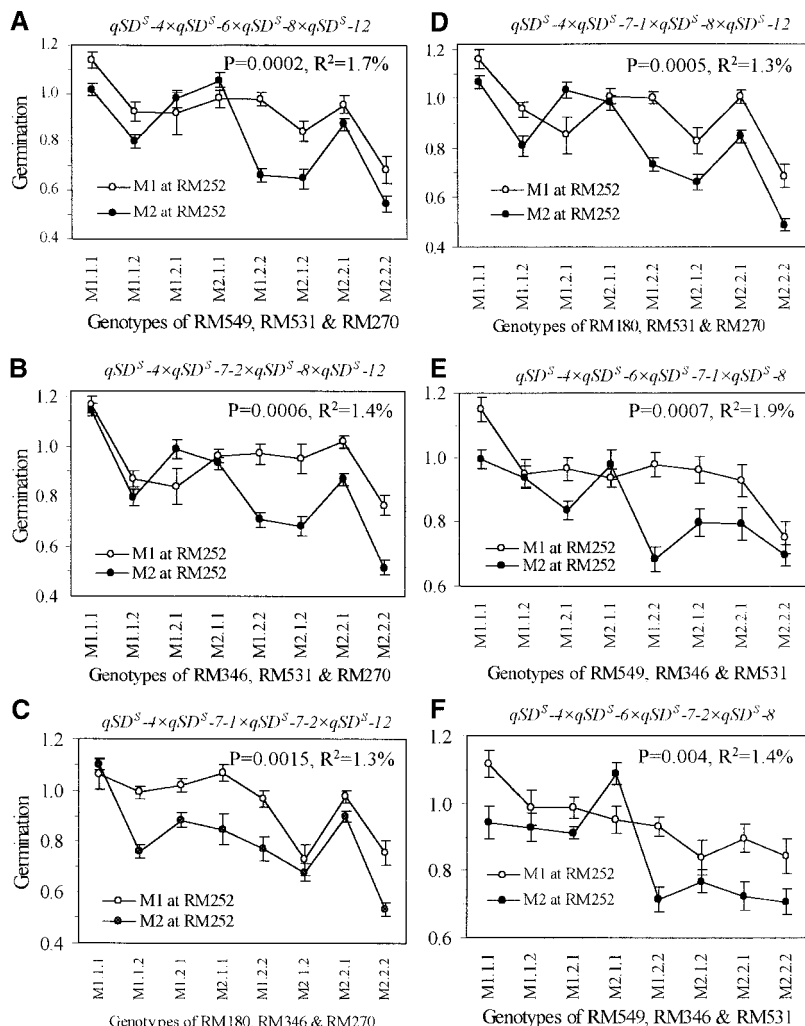 A
qSD^S-4×qSD^S-6×qSD^S-8×qSD^S-12
P=0.0002, R²=1.7%
Germination
1.2
1.0
0.8
0.6
0.4
M1 at RM252
M2 at RM252
M1.1.1
M1.1.2
M1.2.1
M2.1.1
M1.2.2
M2.1.2
M2.2.1
M2.2.2
Genotypes of RM549, RM531 & RM270
B
qSD^S-4×qSD^S-7-2×qSD^S-8×qSD^S-12
P=0.0006, R²=1.4%
Germination
1.2
1.0
0.8
0.6
0.4
M1 at RM252
M2 at RM252
M1.1.1
M1.1.2
M1.2.1
M2.1.1
M1.2.2
M2.1.2
M2.2.1
M2.2.2
Genotypes of RM346, RM531 & RM270
C
qSD^S-4×qSD^S-7-1×qSD^S-7-2×qSD^S-12
P=0.0015, R²=1.3%
Germination
1.2
1.0
0.8
0.6
0.4
M1 at RM252
M2 at RM252
M1.1.1
M1.1.2
M1.2.1
M2.1.1
M1.2.2
M2.1.2
M2.2.1
M2.2.2
Genotypes of RM180, RM346 & RM270
D
qSD^S-4×qSD^S-7-1×qSD^S-8×qSD^S-12
P=0.0005, R²=1.3%
1.2
1.0
0.8
0.6
0.4
M1 at RM252
M2 at RM252
M1.1.1
M1.1.2
M1.2.1
M2.1.1
M1.2.2
M2.1.2
M2.2.1
M2.2.2
Genotypes of RM180, RM531 & RM270
E
qSD^S-4×qSD^S-6×qSD^S-7-1×qSD^S-8
P=0.0007, R²=1.9%
1.2
1.0
0.8
0.6
M1 at RM252
M2 at RM252
M1.1.1
M1.1.2
M1.2.1
M2.1.1
M1.2.2
M2.1.2
M2.2.1
M2.2.2
Genotypes of RM549, RM346 & RM531
F
qSD^S-4×qSD^S-6×qSD^S-7-2×qSD^S-8
P=0.004, R²=1.4%
1.2
1.0
0.8
0.6
M1 at RM252
M2 at RM252
M1.1.1
M1.1.2
M1.2.1
M2.1.1
M1.2.2
M2.1.2
M2.2.1
M2.2.2
Genotypes of RM549, RM346 & RM531